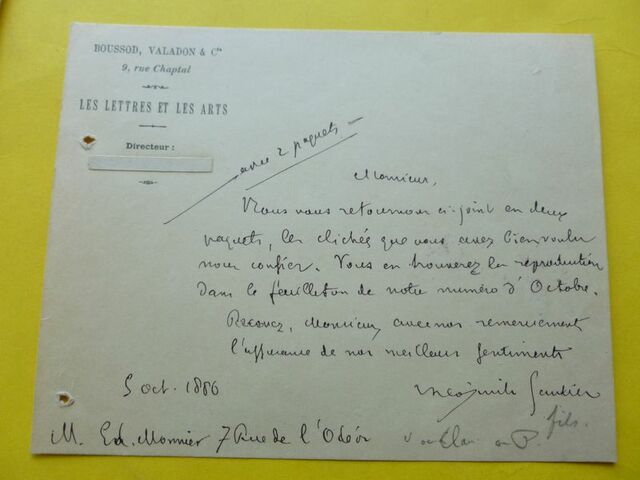 BOUSSOD, VALADON & Cie
9, rue Chaptal
LES LETTRES ET LES ARTS
Directeur :
avec 2 paquets —
Monsieur,
Nous vous retournons ci-joint en deux
paquets, les clichés que vous avez bien voulu
nous confier. Vous en trouverez la reproduction
dans le feuilleton de notre numéro d'Octobre.
Recevez, Monsieur, avec nos remerciement
l'assurance de nos meilleurs sentiments
5 oct. 1886
Gautier
fils.
M. Ed. Monnier 7 Rue de l'Odéon